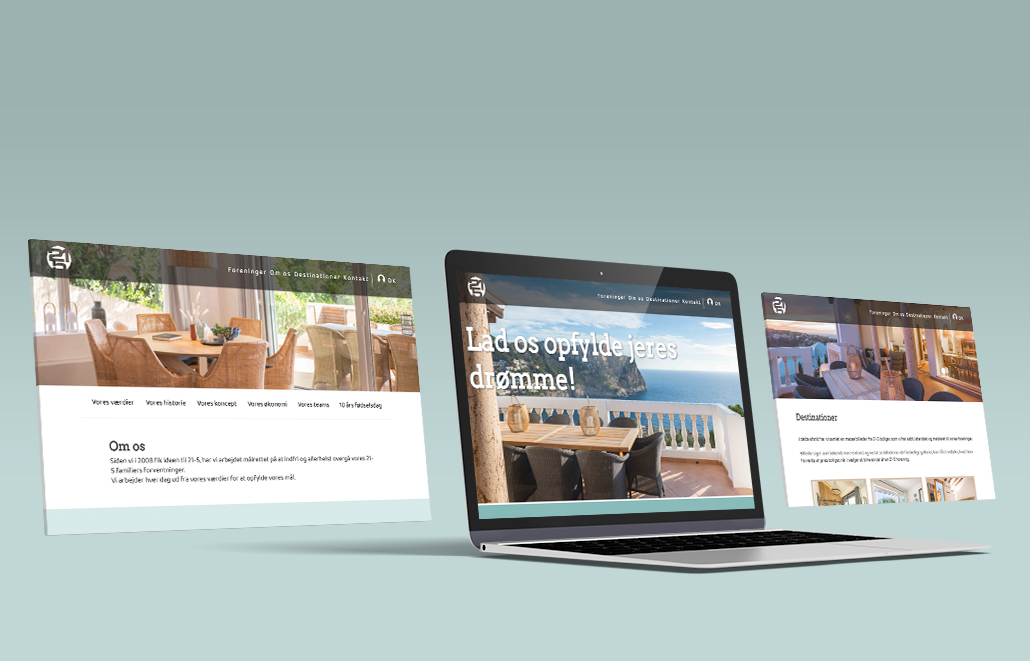 Foreninger Om os Destinationer Kontakt DK
Vores værdier Vores historie Vores koncept Vores økonomi Vores teams 10 års fødselsdag
Om os
Siden vi i 2008 fik ideen til 21-5, har vi arbejdet målrettet på at indfri og allerhelst overgå vores 21-
5 familiers forventninger.
Vi arbejder hver dag ud fra vores værdier for at opfylde vores mål.
21
5
Foreninger Om os Destinationer Kontakt DK
Lad os opfylde jeres
drømme!
Foreninger Om os Destinationer Kontakt DK
Destinationer